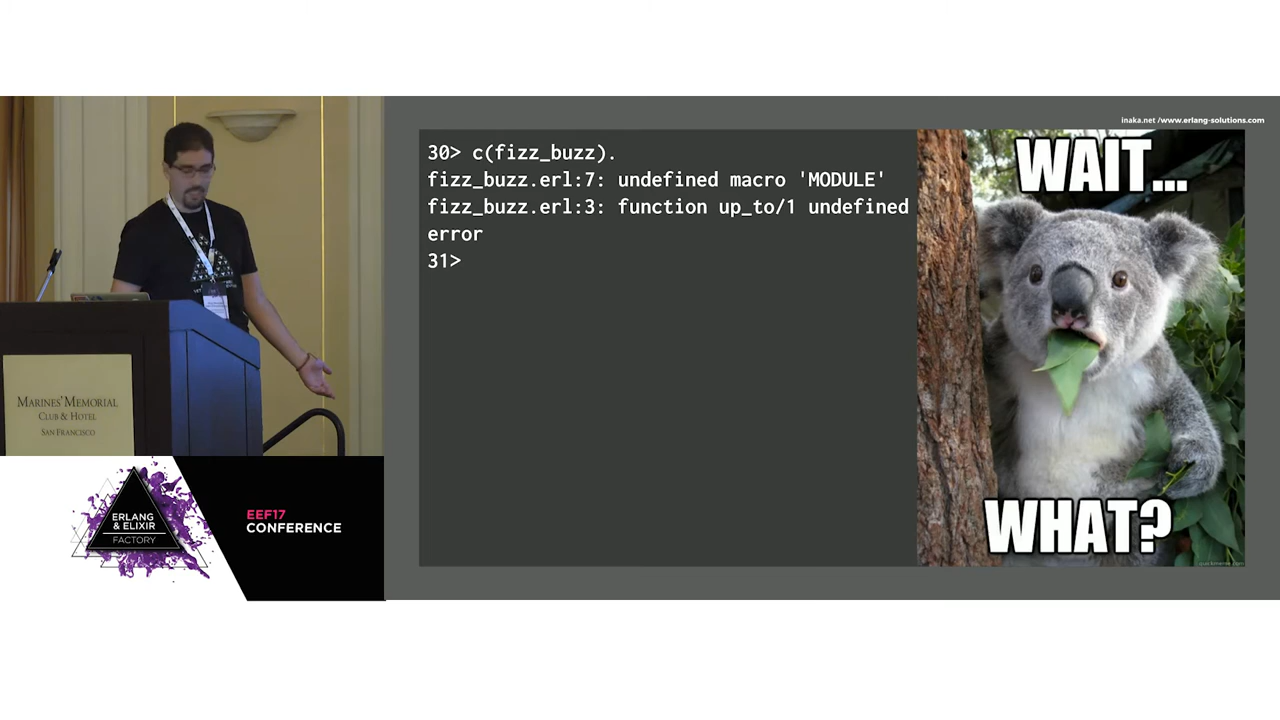 inaka.net /www.erlang-solutions.com
30> c(fizz_buzz).
fizz_buzz.erl:7: undefined macro 'MODULE'
fizz_buzz.erl:3: function up_to/1 undefined
error
31>
WAIT...
WHAT?
MARINES' MEMORIAL
CLUB & HOTEL
SAN FRANCISCO
ERLANG
& ELIXIR
FACTORY
EEF17
CONFERENCE